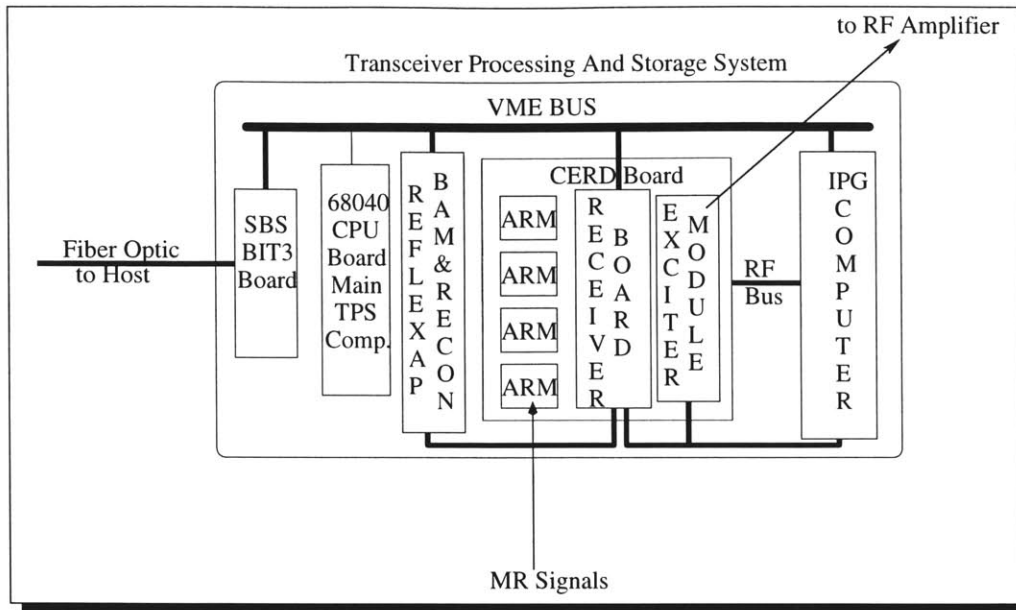 to RF Amplifier
Transceiver Processing And Storage System
VME BUS
Fiber Optic
to Host
SBS
BIT3
Board
68040
CPU
Board
Main
TPS
Comp.
REFLEXAP
BAM&RECON
CERD Board
ARM
ARM
ARM
ARM
RECEIVER
BOARD
EXCITER
MODULE
RF
Bus
IPG
COMPUTER
MR Signals